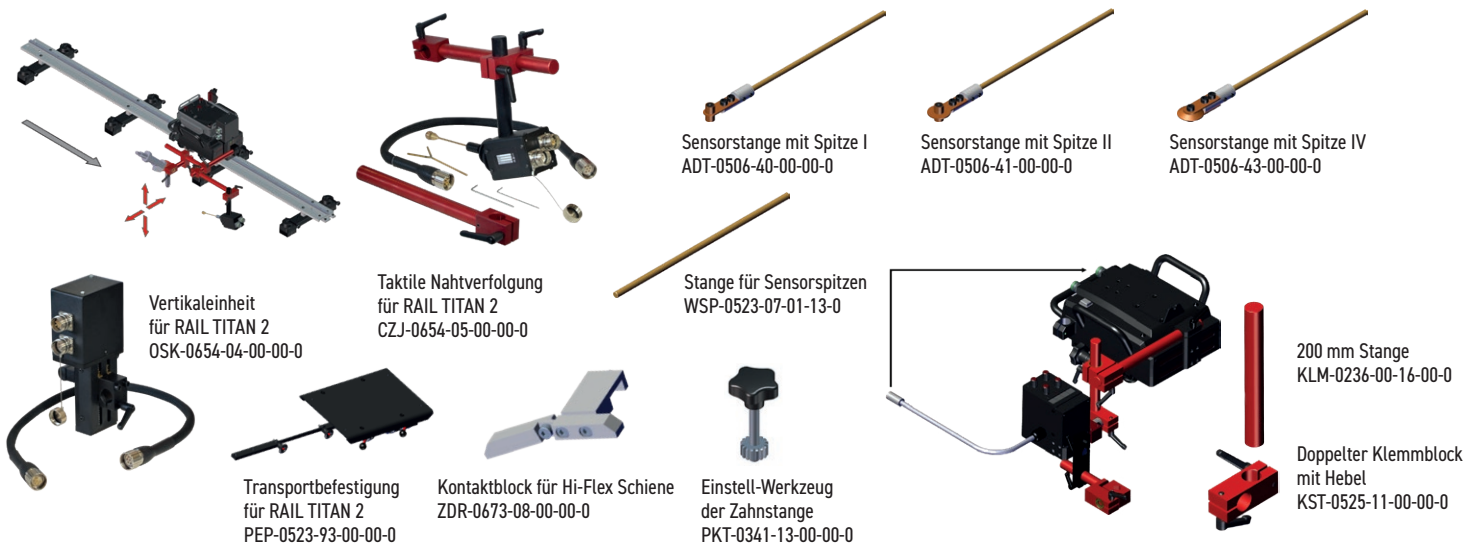 Sensorstange mit Spitze I
ADT-0506-40-00-00-0
Sensorstange mit Spitze II
ADT-0506-41-00-00-0
Sensorstange mit Spitze IV
ADT-0506-43-00-00-0
Vertikaleinheit
für RAIL TITAN 2
OSK-0654-04-00-00-0
Taktile Nahtverfolgung
für RAIL TITAN 2
CZJ-0654-05-00-00-0
Stange für Sensorspitzen
WSP-0523-07-01-13-0
200 mm Stange
KLM-0236-00-16-00-0
Transportbefestigung
für RAIL TITAN 2
PEP-0523-93-00-00-0
Kontaktblock für Hi-Flex Schiene
ZDR-0673-08-00-00-0
Einstell-Werkzeug
der Zahnstange
PKT-0341-13-00-00-0
Doppelter Klemmblock
mit Hebel
KST-0525-11-00-00-0